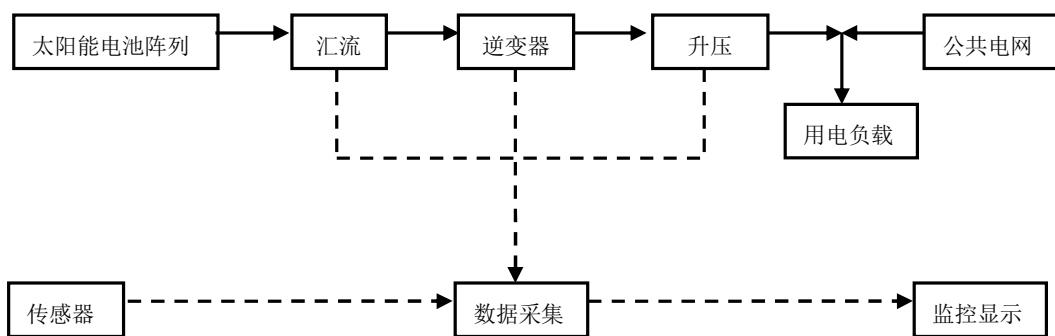 太阳能电池阵列
汇流
逆变器
升压
公共电网
用电负载
传感器
数据采集
监控显示